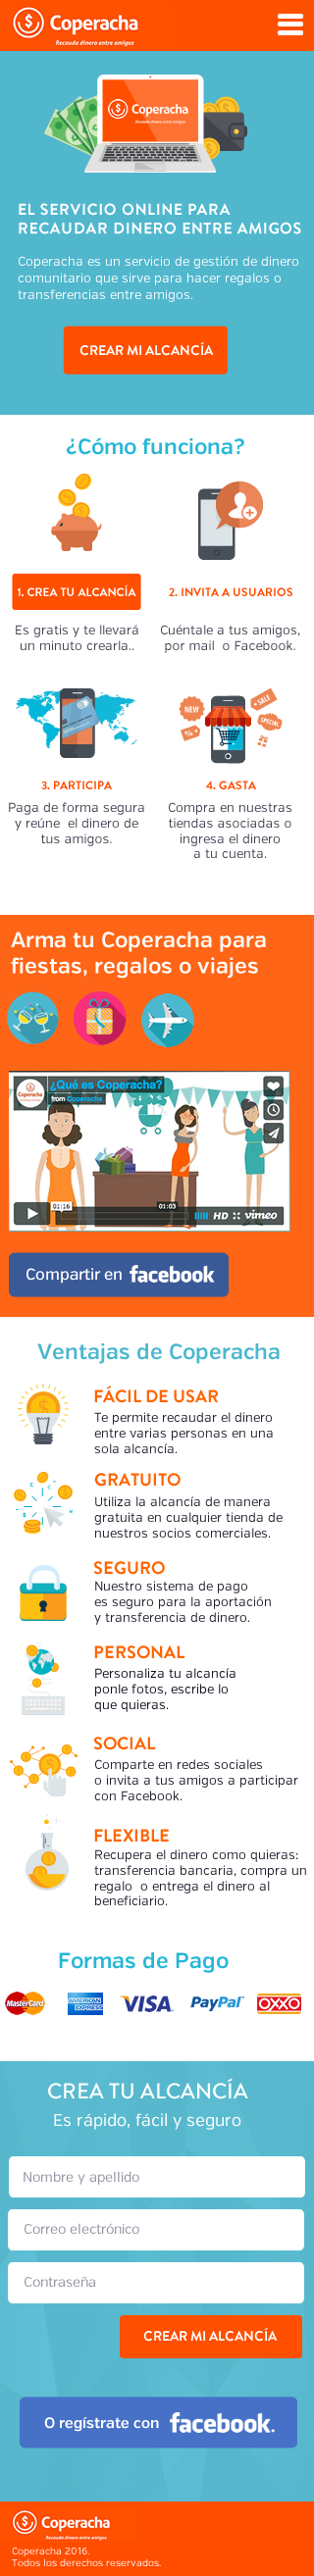 Coperacha
Recauda dinero entre amigos
Coperacha
Recauda dinero entre amigos
EL SERVICIO ONLINE PARA
RECAUDAR DINERO ENTRE AMIGOS
Coperacha es un servicio de gestión de dinero
comunitario que sirve para hacer regalos o
transferencias entre amigos.
CREAR MI ALCANCÍA
¿Cómo funciona?
1. CREA TU ALCANCÍA
Es gratis y te llevará
un minuto crearla..
2. INVITA A USUARIOS
Cuéntale a tus amigos,
por mail o Facebook.
NEW
SALE
%
SPECIAL
3. PARTICIPA
Paga de forma segura
y reúne el dinero de
tus amigos.
4. GASTA
Compra en nuestras
tiendas asociadas o
ingresa el dinero
a tu cuenta.
Arma tu Coperacha para
fiestas, regalos o viajes
¿Qué es Coperacha?
from Coperacha
01:16
01:03
HD vimeo
Compartir en facebook
Ventajas de Coperacha
FÁCIL DE USAR
Te permite recaudar el dinero
entre varias personas en una
sola alcancía.
GRATUITO
Utiliza la alcancía de manera
gratuita en cualquier tienda de
nuestros socios comerciales.
SEGURO
Nuestro sistema de pago
es seguro para la aportación
y transferencia de dinero.
PERSONAL
Personaliza tu alcancía
ponle fotos, escribe lo
que quieras.
SOCIAL
Comparte en redes sociales
o invita a tus amigos a participar
con Facebook.
FLEXIBLE
Recupera el dinero como quieras:
transferencia bancaria, compra un
regalo o entrega el dinero al
beneficiario.
Formas de Pago
MasterCard
AMERICAN EXPRESS
VISA
PayPal
OXXO
CREA TU ALCANCÍA
Es rápido, fácil y seguro
Nombre y apellido
Correo electrónico
Contraseña
CREAR MI ALCANCÍA
O regístrate con facebook.
Coperacha
Recauda dinero entre amigos
Coperacha 2016.
Todos los derechos reservados.